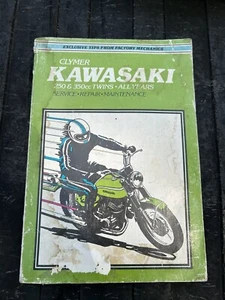 EXCLUSIVE TIPS FROM FACTORY MECHANICS
CLYMER
KAWASAKI
250 & 350cc TWINS • ALL YEARS
SERVICE • REPAIR • MAINTENANCE